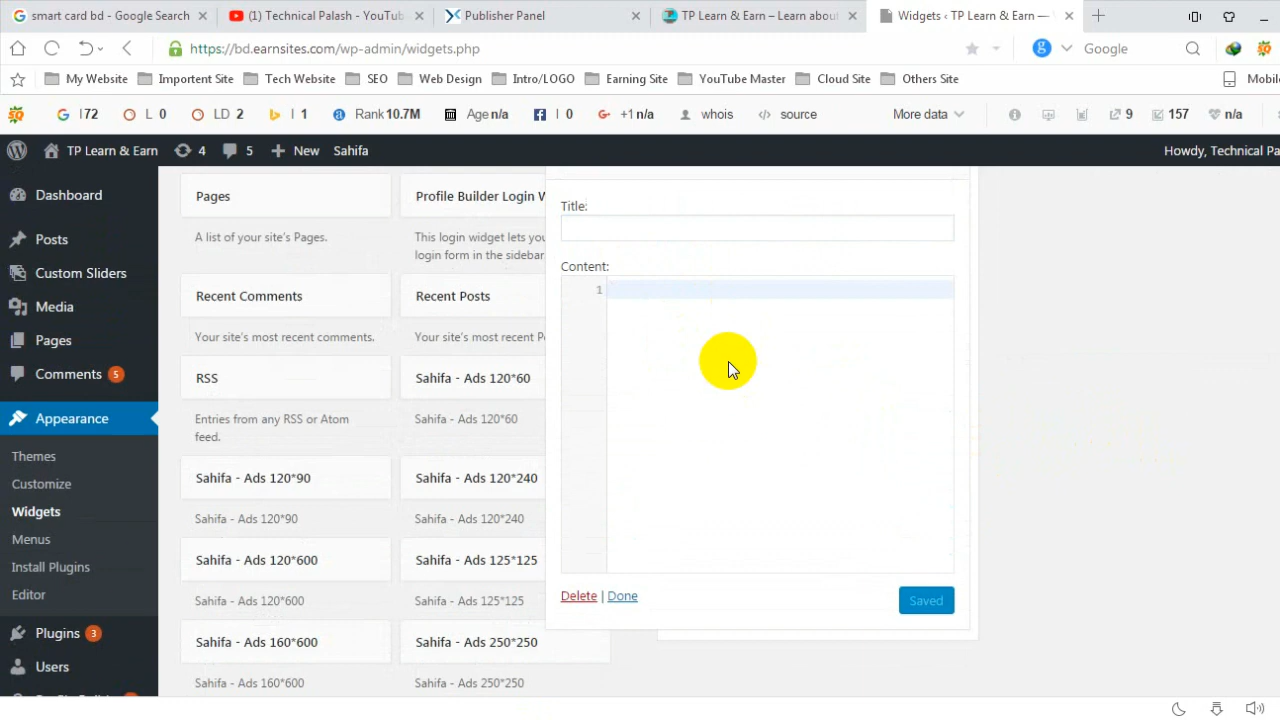 smart card bd - Google Search
(1) Technical Palash - YouTub
Publisher Panel
TP Learn & Earn – Learn about
Widgets ‹ TP Learn & Earn —
https://bd.earnsites.com/wp-admin/widgets.php
Google
My Website
Importent Site
Tech Website
SEO
Web Design
Intro/LOGO
Earning Site
YouTube Master
Cloud Site
Others Site
Mobil
I 72
L 0
LD 2
I 1
Rank 10.7M
Age n/a
I 0
+1 n/a
whois
source
More data
9
157
n/a
TP Learn & Earn
4
5
New
Sahifa
Howdy, Technical Pa
Dashboard
Posts
Custom Sliders
Media
Pages
Comments 5
Appearance
Themes
Customize
Widgets
Menus
Install Plugins
Editor
Plugins 3
Users
Pages
A list of your site's Pages.
Profile Builder Login W
This login widget lets you
login form in the sidebar
Recent Comments
Your site's most recent comments.
Recent Posts
Your site's most recent P
RSS
Entries from any RSS or Atom
feed.
Sahifa - Ads 120*60
Sahifa - Ads 120*60
Sahifa - Ads 120*90
Sahifa - Ads 120*90
Sahifa - Ads 120*240
Sahifa - Ads 120*240
Sahifa - Ads 120*600
Sahifa - Ads 120*600
Sahifa - Ads 125*125
Sahifa - Ads 125*125
Sahifa - Ads 160*600
Sahifa - Ads 160*600
Sahifa - Ads 250*250
Sahifa - Ads 250*250
Title:
Content:
1
Delete | Done
Saved